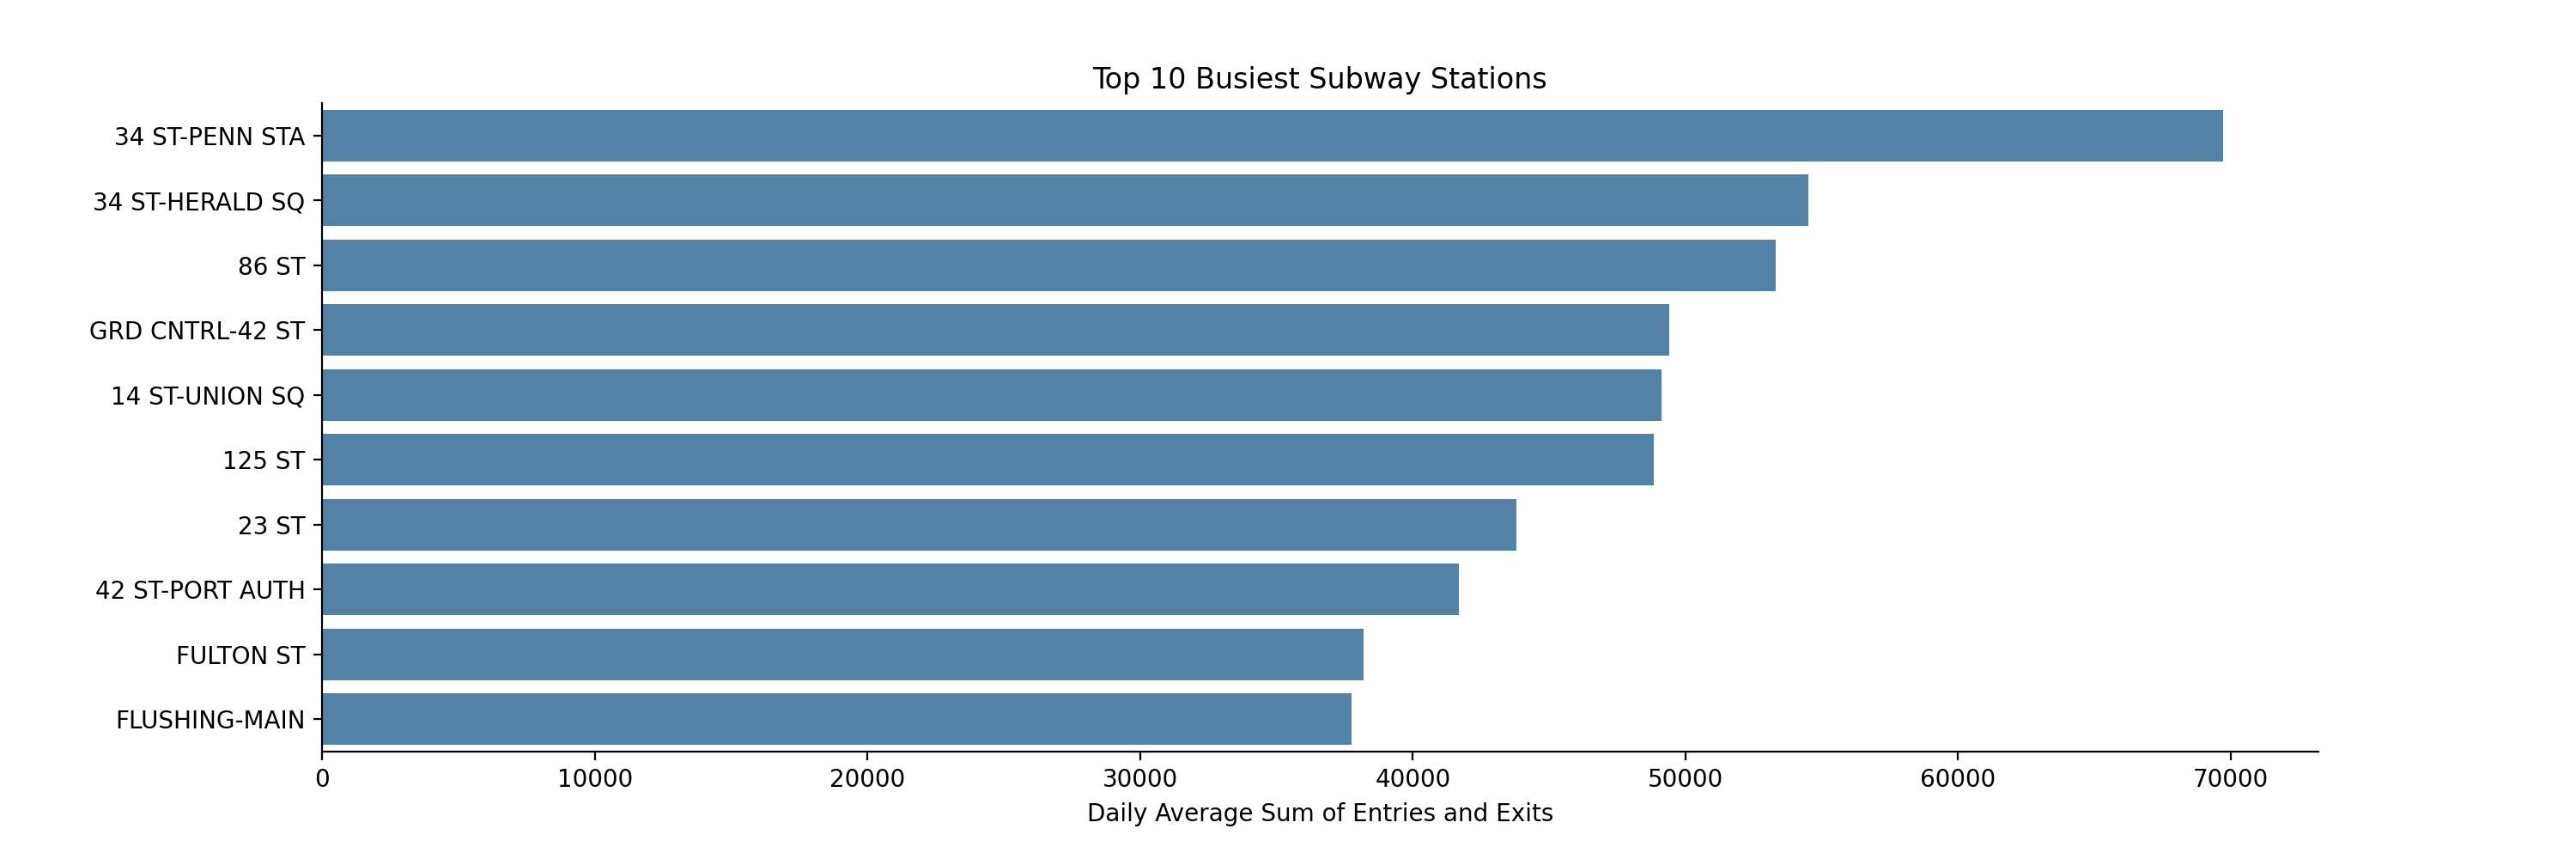 Top 10 Busiest Subway Stations
34 ST-PENN STA
34 ST-HERALD SQ
86 ST
GRD CNTRL-42 ST
14 ST-UNION SQ
125 ST
23 ST
42 ST-PORT AUTH
FULTON ST
FLUSHING-MAIN
0 10000 20000 30000 40000 50000 60000 70000
Daily Average Sum of Entries and Exits